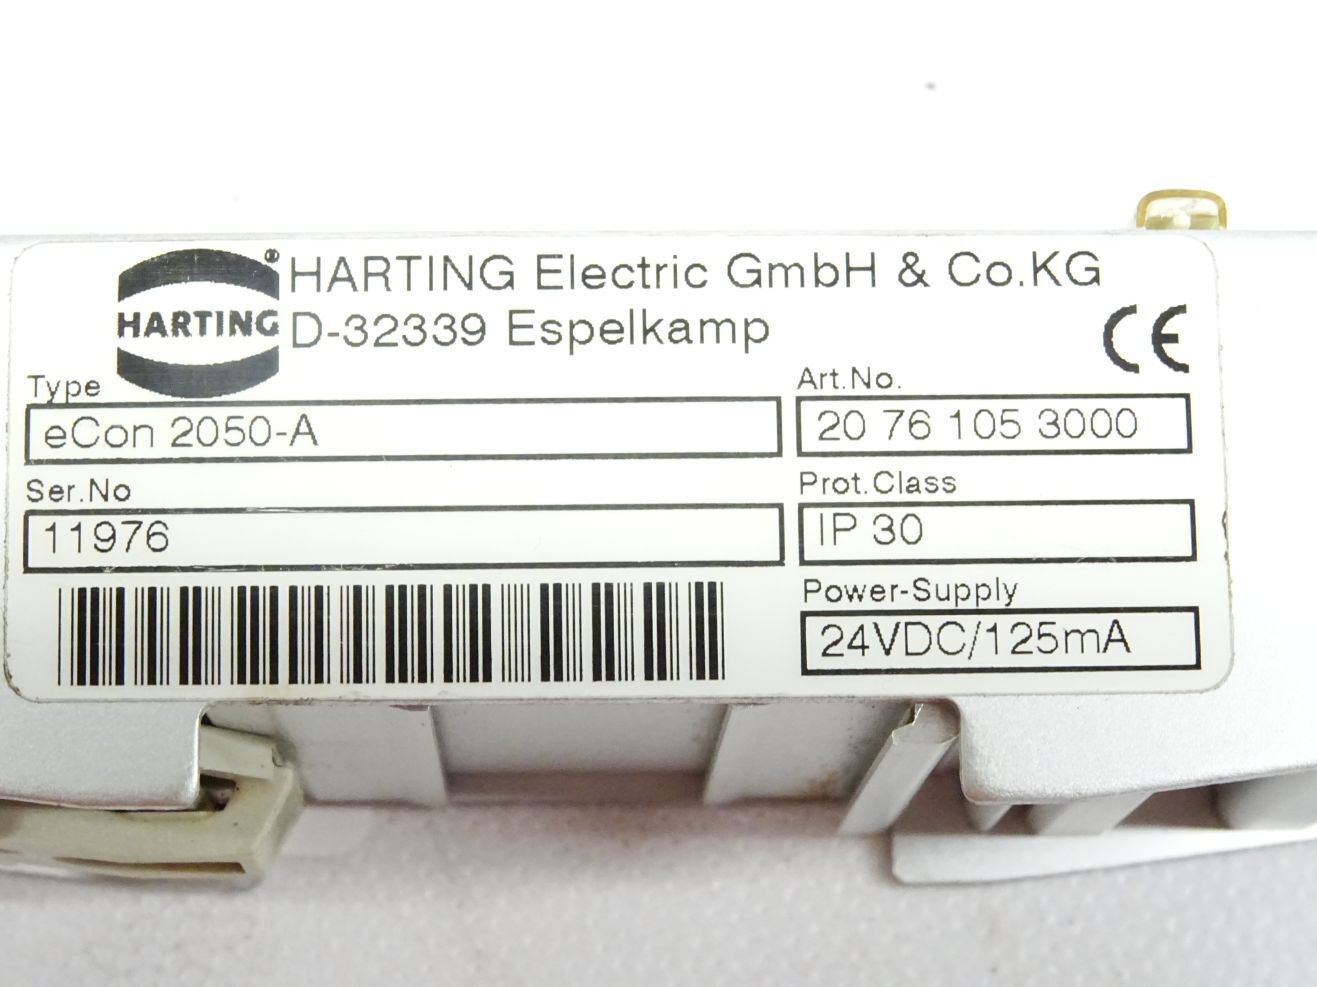 HARTING® HARTING Electric GmbH & Co.KG
D-32339 Espelkamp
CE
Type
eCon 2050-A
Art.No.
20 76 105 3000
Ser.No
11976
Prot.Class
IP 30
Power-Supply
24VDC/125mA